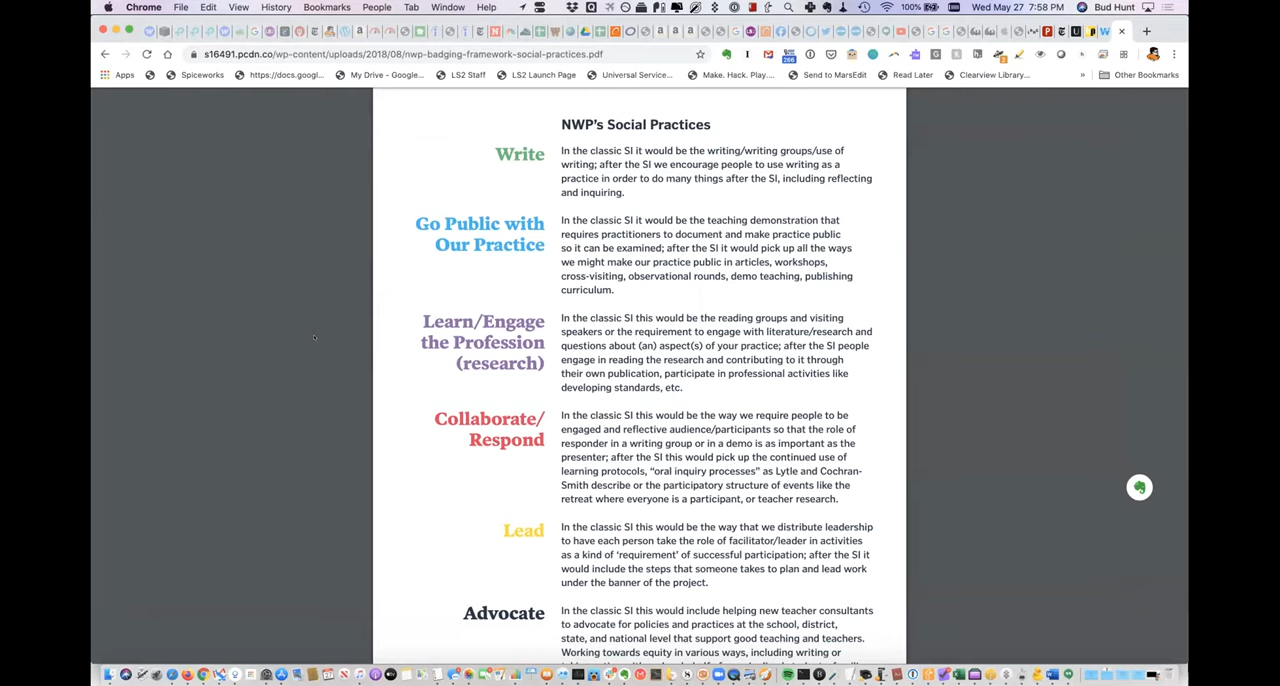 Chrome File Edit View History Bookmarks People Tab Window Help 100% Wed May 27 7:58 PM Bud Hunt
s16491.pcdn.co/wp-content/uploads/2018/08/nwp-badging-framework-social-practices.pdf
Apps Spiceworks https://docs.googl... My Drive - Google... LS2 Staff LS2 Launch Page Universal Service... Make. Hack. Play.... Send to MarsEdit Read Later Clearview Library... » Other Bookmarks
NWP's Social Practices
Write
In the classic SI it would be the writing/writing groups/use of
writing; after the SI we encourage people to use writing as a
practice in order to do many things after the SI, including reflecting
and inquiring.
Go Public with
Our Practice
In the classic SI it would be the teaching demonstration that
requires practitioners to document and make practice public
so it can be examined; after the SI it would pick up all the ways
we might make our practice public in articles, workshops,
cross-visiting, observational rounds, demo teaching, publishing
curriculum.
Learn/Engage
the Profession
(research)
In the classic SI this would be the reading groups and visiting
speakers or the requirement to engage with literature/research and
questions about (an) aspect(s) of your practice; after the SI people
engage in reading the research and contributing to it through
their own publication, participate in professional activities like
developing standards, etc.
Collaborate/
Respond
In the classic SI this would be the way we require people to be
engaged and reflective audience/participants so that the role of
responder in a writing group or in a demo is as important as the
presenter; after the SI this would pick up the continued use of
learning protocols, "oral inquiry processes" as Lytle and Cochran-
Smith describe or the participatory structure of events like the
retreat where everyone is a participant, or teacher research.
Lead
In the classic SI this would be the way that we distribute leadership
to have each person take the role of facilitator/leader in activities
as a kind of 'requirement' of successful participation; after the SI it
would include the steps that someone takes to plan and lead work
under the banner of the project.
Advocate
In the classic SI this would include helping new teacher consultants
to advocate for policies and practices at the school, district,
state, and national level that support good teaching and teachers.
Working towards equity in various ways, including writing or